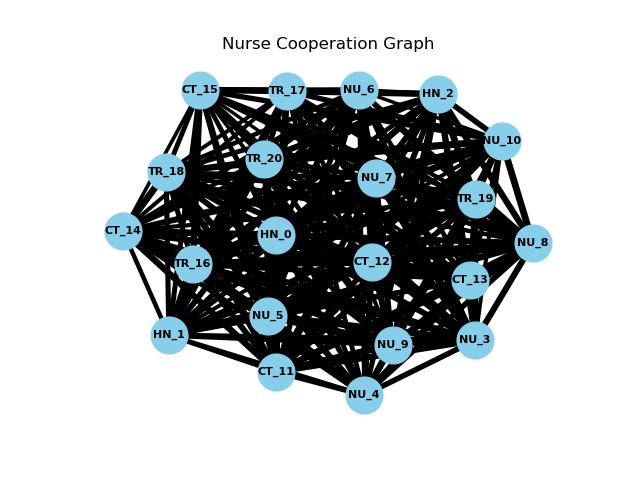 Nurse Cooperation Graph
CT_15
TR_17
NU_6
HN_2
NU_10
TR_20
TR_18
NU_7
TR_19
CT_14
HN_0
NU_8
TR_16
CT_12
CT_13
NU_5
HN_1
NU_9
NU_3
CT_11
NU_4